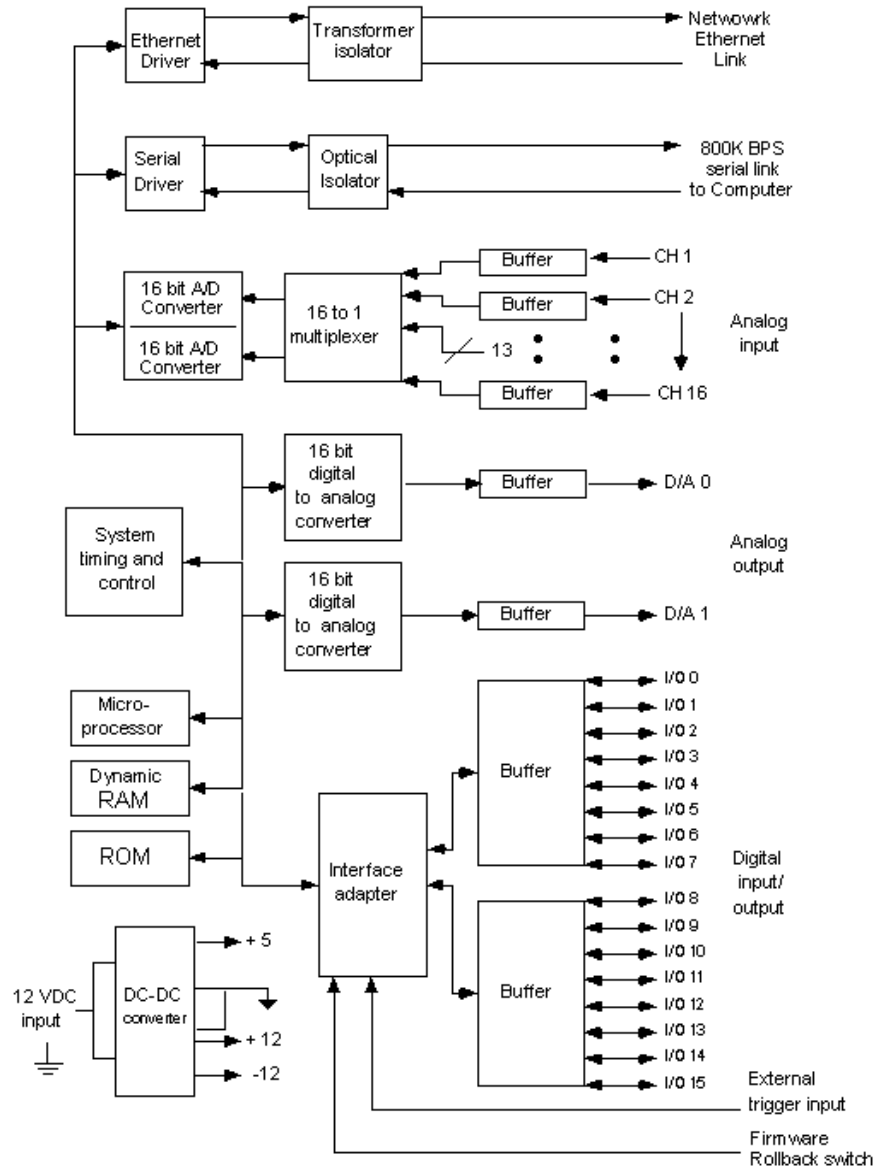 Ethernet
Driver
Transformer
isolator
Netwowrk
Ethernet
Link
Serial
Driver
Optical
Isolator
800K BPS
serial link
to Computer
16 bit A/D
Converter
16 bit A/D
Converter
16 to 1
multiplexer
Buffer
CH 1
Buffer
CH 2
13
Buffer
CH 16
Analog
input
16 bit
digital
to analog
converter
Buffer
D/A 0
System
timing and
control
Analog
output
16 bit
digital
to analog
converter
Buffer
D/A 1
Micro-
processor
Dynamic
RAM
ROM
Interface
adapter
Buffer
I/O 0
I/O 1
I/O 2
I/O 3
I/O 4
I/O 5
I/O 6
I/O 7
Digital
input/
output
Buffer
I/O 8
I/O 9
I/O 10
I/O 11
I/O 12
I/O 13
I/O 14
I/O 15
12 VDC
input
DC-DC
converter
+ 5
+ 12
-12
External
trigger input
Firmware
Rollback switch